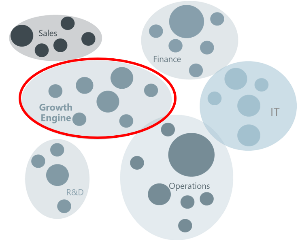 Sales
Finance
Growth
Engine
IT
R&D
Operations